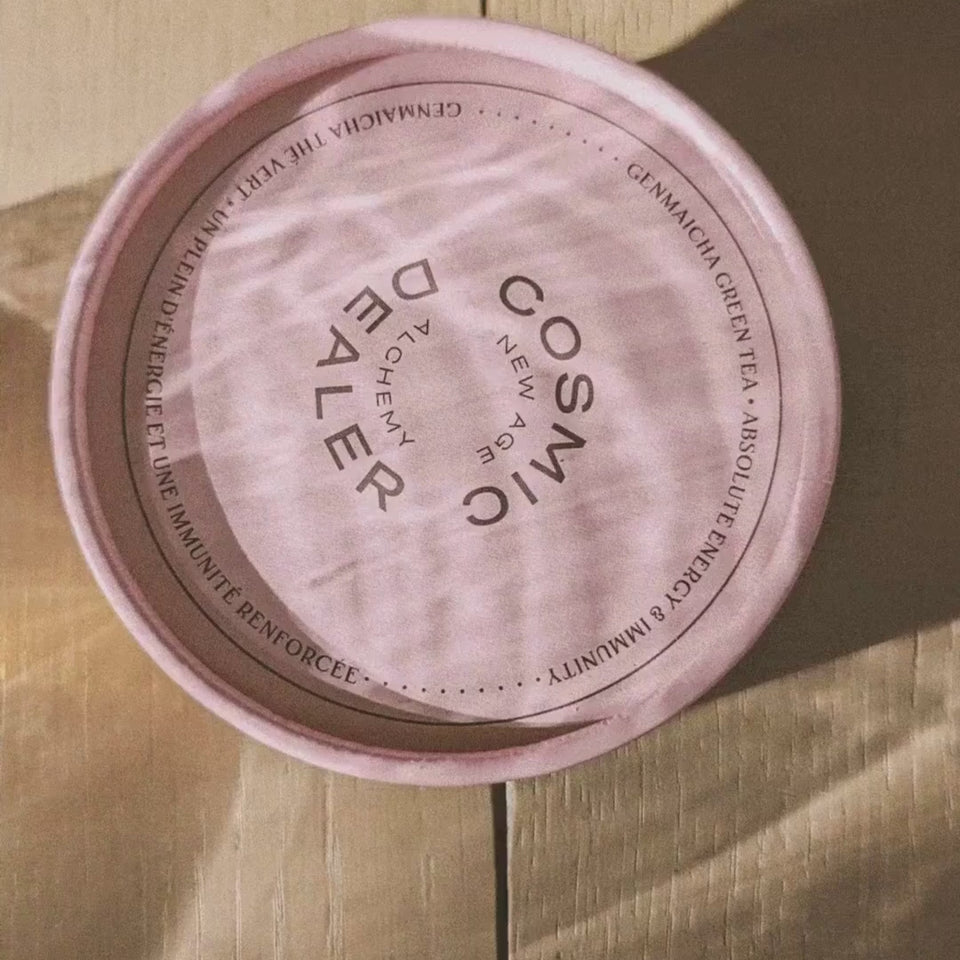 COSMIC
DEALER
NEW AGE
ALCHEMY
GENMAICHA GREEN TEA • ABSOLUTE ENERGY & IMMUNITY
GENMAICHA THÉ VERT • UN PLEIN D'ÉNERGIE ET UNE IMMUNITÉ RENFORCÉE